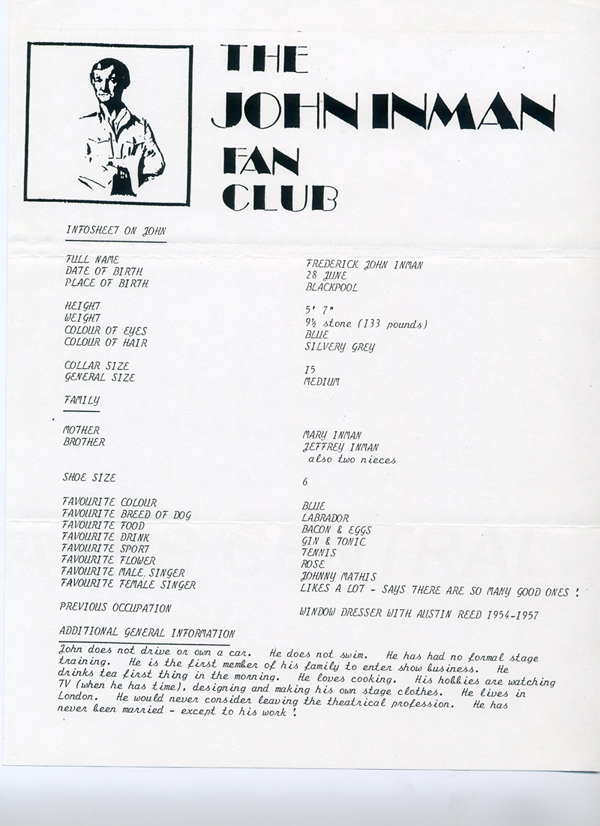 THE
JOHN INMAN
FAN
CLUB
INFOSHEET ON JOHN
FULL NAME FREDERICK JOHN INMAN
DATE OF BIRTH 28 JUNE
PLACE OF BIRTH BLACKPOOL
HEIGHT 5' 7"
WEIGHT 9½ stone (133 pounds)
COLOUR OF EYES BLUE
COLOUR OF HAIR SILVERY GREY
COLLAR SIZE 15
GENERAL SIZE MEDIUM
FAMILY
MOTHER MARY INMAN
BROTHER JEFFREY INMAN
also two nieces
SHOE SIZE 6
FAVOURITE COLOUR BLUE
FAVOURITE BREED OF DOG LABRADOR
FAVOURITE FOOD BACON & EGGS
FAVOURITE DRINK GIN & TONIC
FAVOURITE SPORT TENNIS
FAVOURITE FLOWER ROSE
FAVOURITE MALE SINGER JOHNNY MATHIS
FAVOURITE FEMALE SINGER LIKES A LOT - SAYS THERE ARE SO MANY GOOD ONES !
PREVIOUS OCCUPATION WINDOW DRESSER WITH AUSTIN REED 1954-1957
ADDITIONAL GENERAL INFORMATION
John does not drive or own a car. He does not swim. He has had no formal stage
training. He is the first member of his family to enter show business. He
drinks tea first thing in the morning. He loves cooking. His hobbies are watching
TV (when he has time), designing and making his own stage clothes. He lives in
London. He would never consider leaving the theatrical profession. He has
never been married - except to his work !